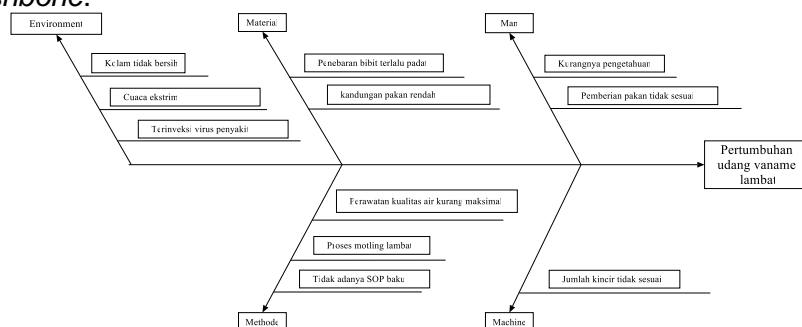 shbone.
Environment
Material
Man
Kolam tidak bersih
Penebaran bibit terlalu padat
Kurangnya pengetahuan
Cuaca ekstrim
kandungan pakan rendah
Pemberian pakan tidak sesuai
Terinveksi virus penyakit
Pertumbuhan
udang vaname
lambat
Perawatan kualitas air kurang maksimal
Proses motling lambat
Tidak adanya SOP baku
Jumlah kincir tidak sesuai
Methode
Machine